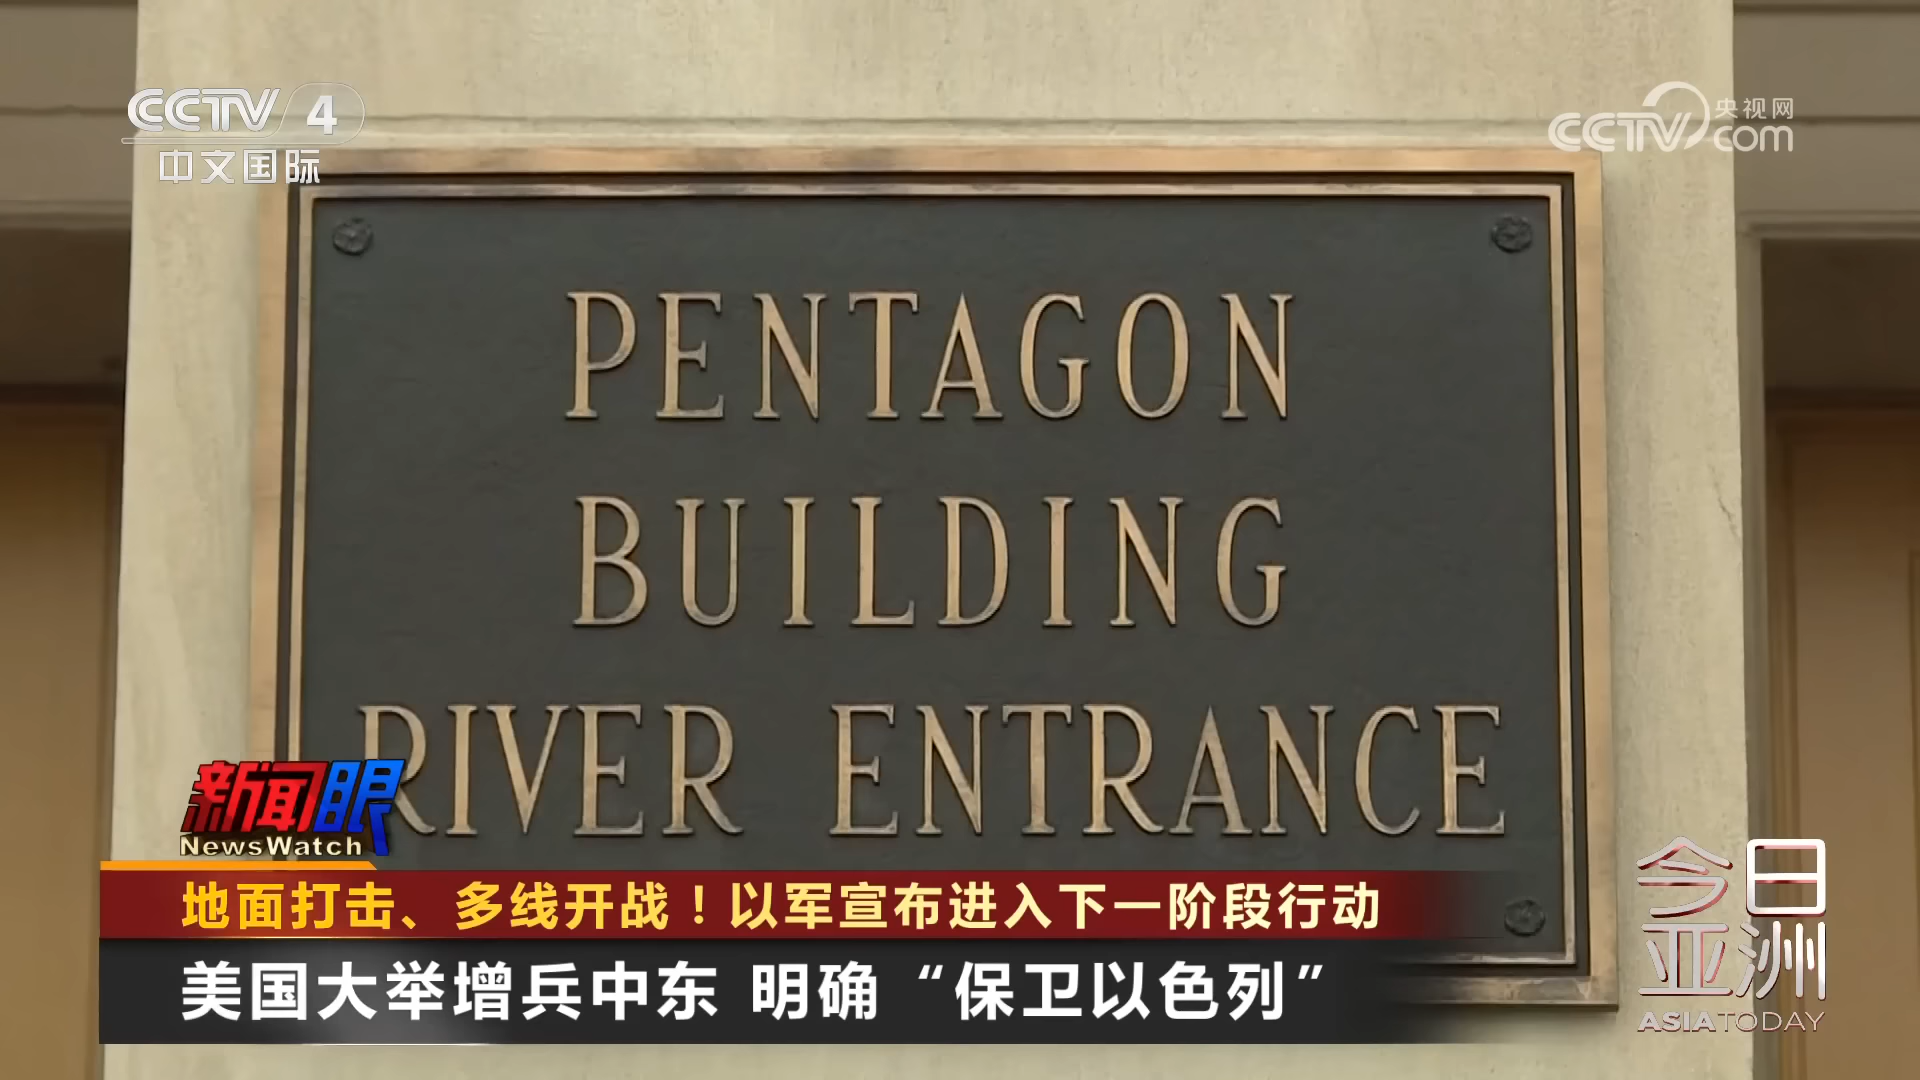 CCTV 4
中文国际
央视网
CCTV.com
PENTAGON
BUILDING
RIVER ENTRANCE
新闻眼
NewsWatch
地面打击、多线开战！以军宣布进入下一阶段行动
美国大举增兵中东 明确“保卫以色列”
今日
亚洲
ASIA TODAY